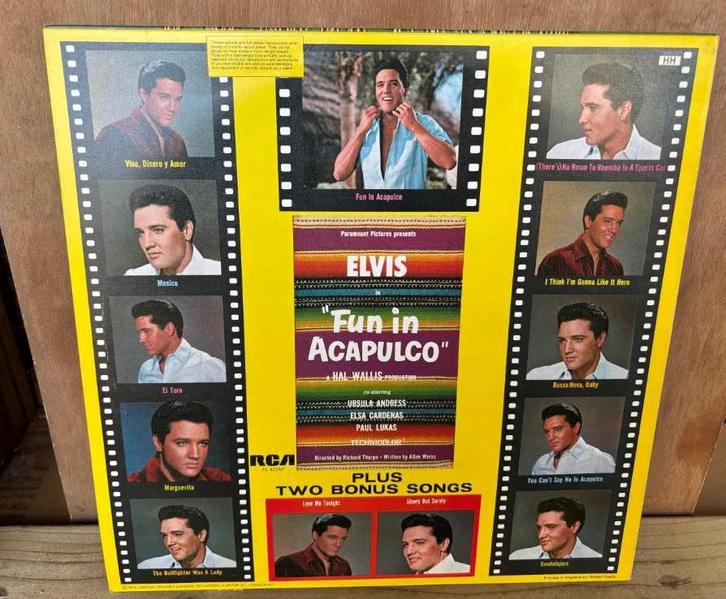 Vino, Dinero y Amor
Mexico
El Toro
Marguerita
The Bullfighter Was A Lady
Fun In Acapulco
Paramount Pictures presents
ELVIS
in
"Fun in
ACAPULCO"
A HAL WALLIS PRODUCTION
co-starring
URSULA ANDRESS
ELSA CARDENAS
PAUL LUKAS
TECHNICOLOR
Directed by Richard Thorpe • Written by Allan Weiss
RCA
PLUS
TWO BONUS SONGS
Love Me Tonight
Slowly But Surely
HH
(There's) No Room To Rhumba In A Sports Car
I Think I'm Gonna Like It Here
Bossa Nova, Baby
You Can't Say No In Acapulco
Guadalajara
Printed in England by Robert Stace